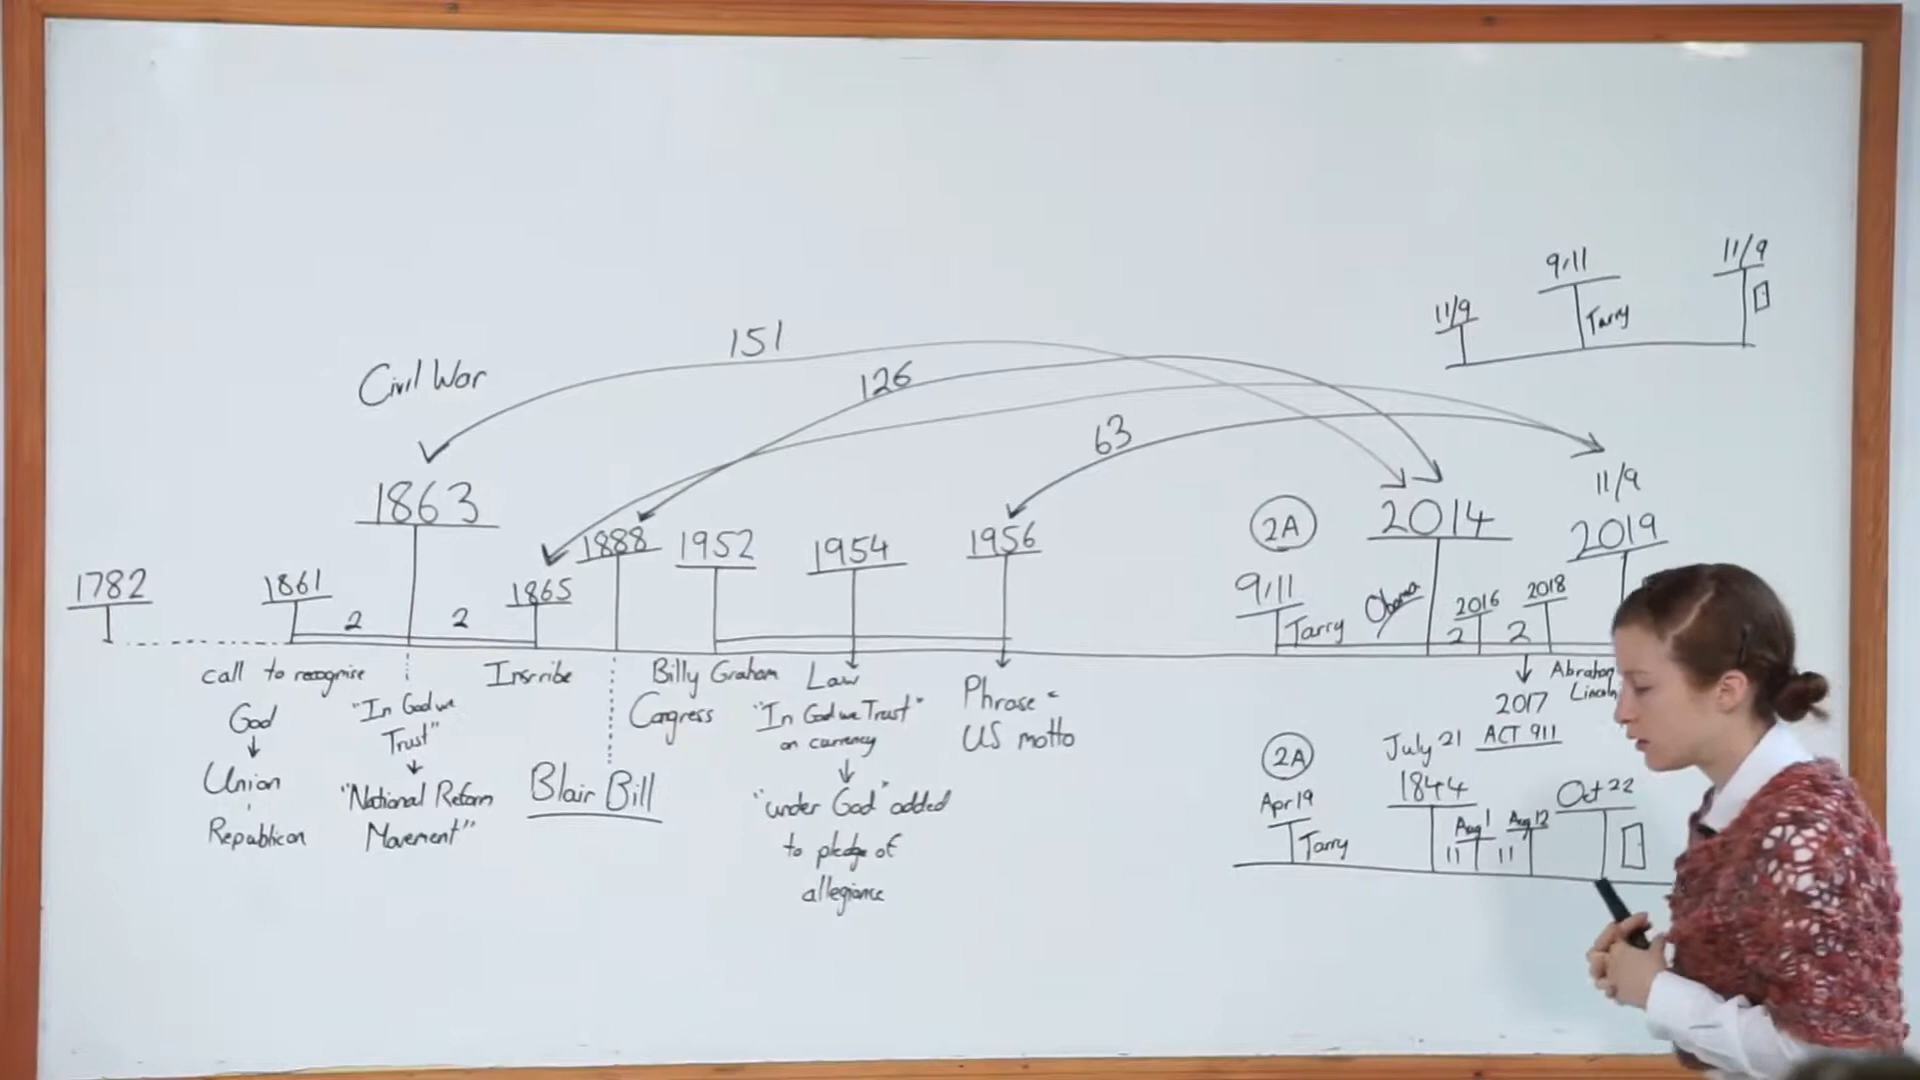 11/9
9/11
11/9
Tarry
151
126
63
Civil War
1863
1888
1952
1954
1956
2A
2014
11/9
2019
1782
1861
2
2
1865
9/11
Tarry
Obama
2016
2
2018
2
call to recognise
God
Union
Republican
"In God we
Trust"
"National Reform
Movement"
Inscribe
Blair Bill
Billy Graham
Congress
Law
"In God we Trust"
on currency
"under God" added
to pledge of
allegiance
Phrase =
US motto
2017
ACT 911
Abraham
Lincoln
2A
Apr 19
Tarry
July 21
1844
Aug 1
11
Aug 12
11
Oct 22